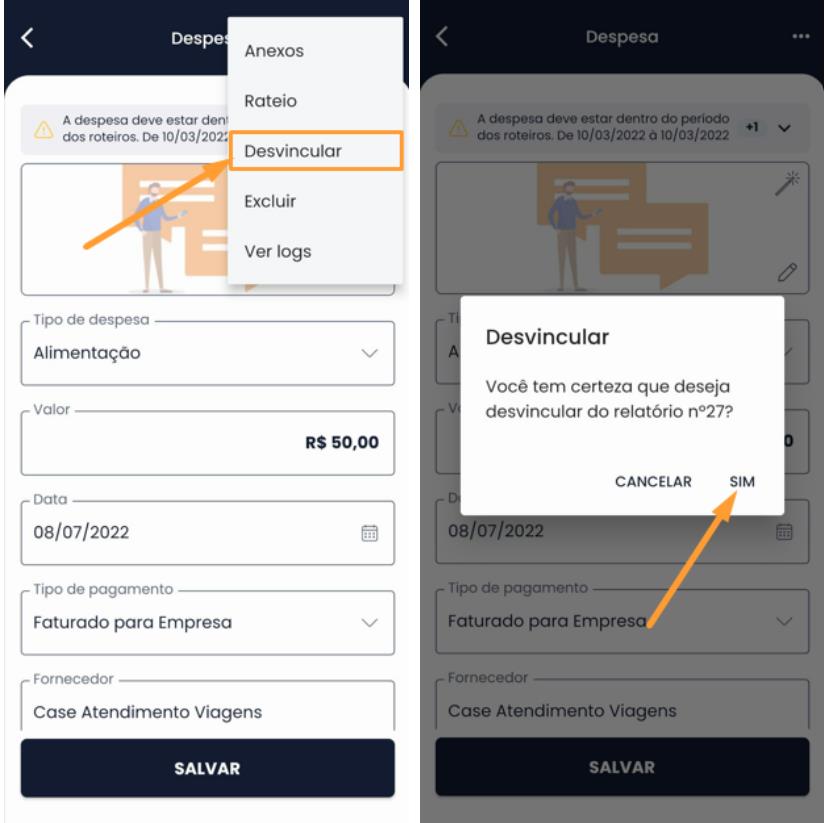 Despes
Anexos
Rateio
Desvincular
Excluir
Ver logs
A despesa deve estar dent
dos roteiros. De 10/03/2022
Tipo de despesa
Alimentação
Valor
R$ 50,00
Data
08/07/2022
Tipo de pagamento
Faturado para Empresa
Fornecedor
Case Atendimento Viagens
SALVAR
Despesa
A despesa deve estar dentro do período
dos roteiros. De 10/03/2022 à 10/03/2022
+1
Ti
A
Desvincular
Você tem certeza que deseja
desvincular do relatório nº27?
V
0
CANCELAR SIM
D
08/07/2022
Tipo de pagamento
Faturado para Empresa
Fornecedor
Case Atendimento Viagens
SALVAR